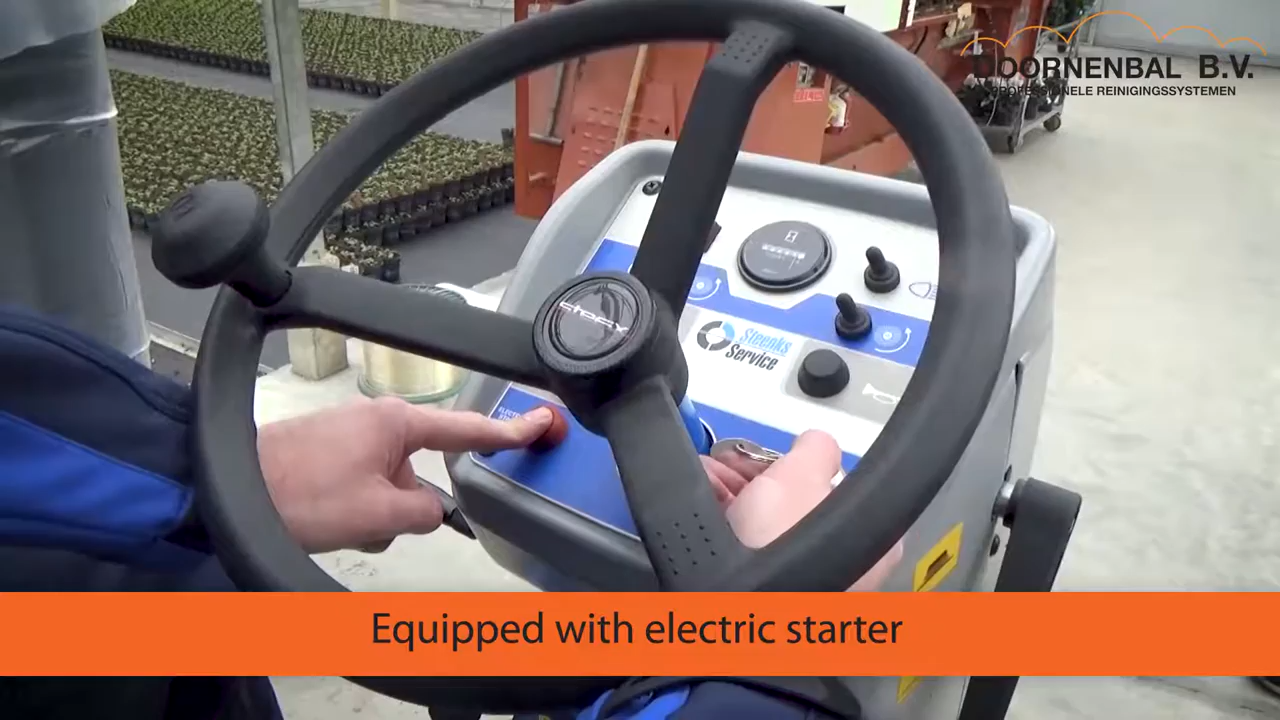 DOORNENBAL B.V.
PROFESSIONELE REINIGINGSSYSTEMEN
Steenks
Service
Equipped with electric starter